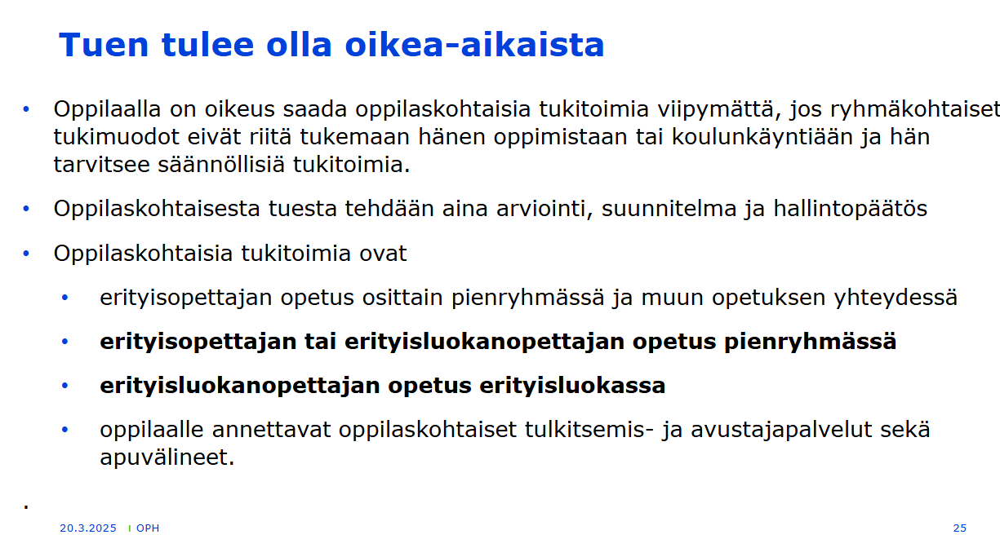 Tuen tulee olla oikea-aikaista
• Oppilaalla on oikeus saada oppilaskohtaisia tukitoimia viipymättä, jos ryhmäkohtaiset
tukimuodot eivät riitä tukemaan hänen oppimistaan tai koulunkäyntiään ja hän
tarvitsee säännöllisiä tukitoimia.
• Oppilaskohtaisesta tuesta tehdään aina arviointi, suunnitelma ja hallintopäätös
• Oppilaskohtaisia tukitoimia ovat
• erityisopettajan opetus osittain pienryhmässä ja muun opetuksen yhteydessä
• erityisopettajan tai erityisluokanopettajan opetus pienryhmässä
• erityisluokanopettajan opetus erityisluokassa
• oppilaalle annettavat oppilaskohtaiset tulkitsemis- ja avustajapalvelut sekä
apuvälineet.
.
20.3.2025 | OPH 25